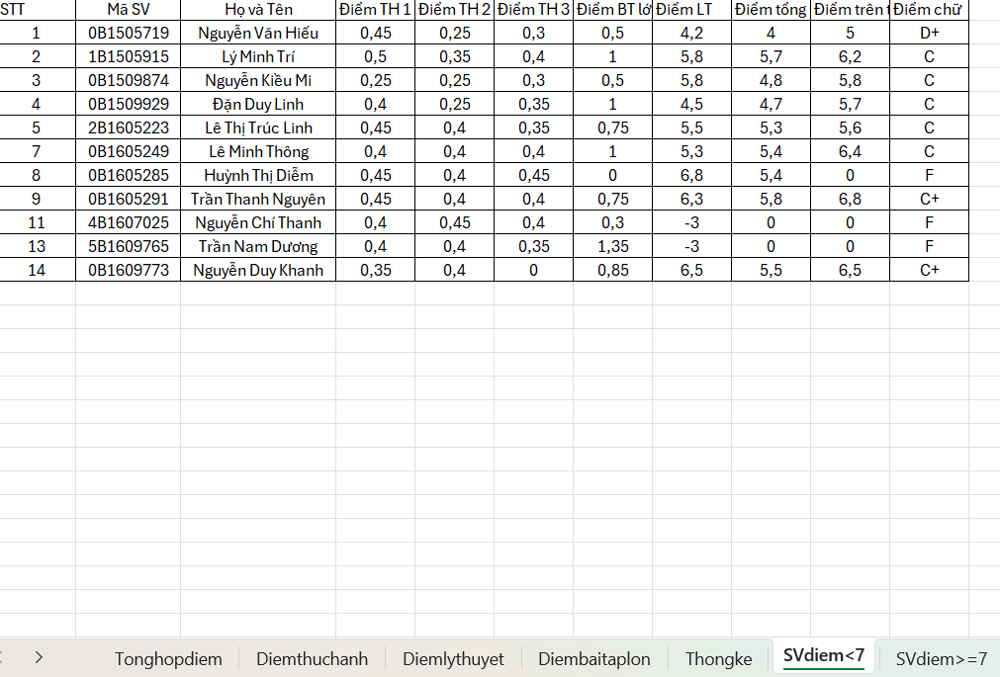 STT Mã SV Họ và Tên Điểm TH 1 Điểm TH 2 Điểm TH 3 Điểm BT lớ Điểm LT Điểm tổng Điểm trên t Điểm chữ
1 0B1505719 Nguyễn Văn Hiếu 0,45 0,25 0,3 0,5 4,2 4 5 D+
2 1B1505915 Lý Minh Trí 0,5 0,35 0,4 1 5,8 5,7 6,2 C
3 0B1509874 Nguyễn Kiều Mi 0,25 0,25 0,3 0,5 5,8 4,8 5,8 C
4 0B1509929 Đặn Duy Linh 0,4 0,25 0,35 1 4,5 4,7 5,7 C
5 2B1605223 Lê Thị Trúc Linh 0,45 0,4 0,35 0,75 5,5 5,3 5,6 C
7 0B1605249 Lê Minh Thông 0,4 0,4 0,4 1 5,3 5,4 6,4 C
8 0B1605285 Huỳnh Thị Diễm 0,45 0,4 0,45 0 6,8 5,4 0 F
9 0B1605291 Trần Thanh Nguyên 0,45 0,4 0,4 0,75 6,3 5,8 6,8 C+
11 4B1607025 Nguyễn Chí Thanh 0,4 0,45 0,4 0,3 -3 0 0 F
13 5B1609765 Trần Nam Dương 0,4 0,4 0,35 1,35 -3 0 0 F
14 0B1609773 Nguyễn Duy Khanh 0,35 0,4 0 0,85 6,5 5,5 6,5 C+
Tonghopdiem Diemthuchanh Diemlythuyet Diembaitaplon Thongke SVdiem<7 SVdiem>=7